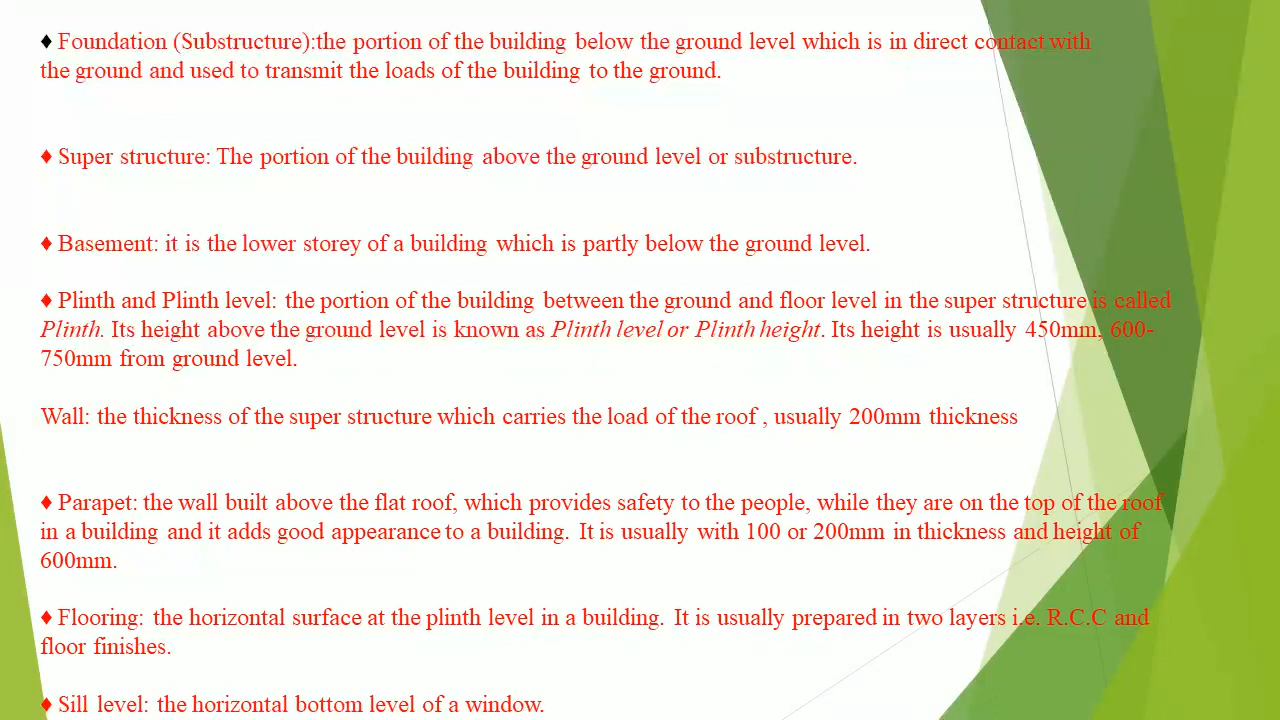 ♦ Foundation (Substructure):the portion of the building below the ground level which is in direct contact with
the ground and used to transmit the loads of the building to the ground.
♦ Super structure: The portion of the building above the ground level or substructure.
♦ Basement: it is the lower storey of a building which is partly below the ground level.
♦ Plinth and Plinth level: the portion of the building between the ground and floor level in the super structure is called
Plinth. Its height above the ground level is known as Plinth level or Plinth height. Its height is usually 450mm, 600-
750mm from ground level.
Wall: the thickness of the super structure which carries the load of the roof , usually 200mm thickness
♦ Parapet: the wall built above the flat roof, which provides safety to the people, while they are on the top of the roof
in a building and it adds good appearance to a building. It is usually with 100 or 200mm in thickness and height of
600mm.
♦ Flooring: the horizontal surface at the plinth level in a building. It is usually prepared in two layers i.e. R.C.C and
floor finishes.
♦ Sill level: the horizontal bottom level of a window.